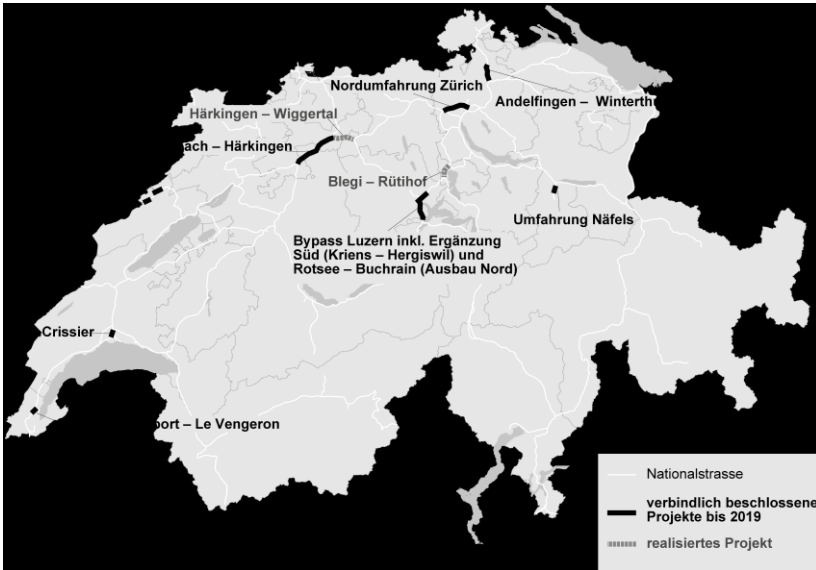 Nordumfahrung Zürich
Andelfingen – Winterthu
Härkingen – Wiggertal
ach – Härkingen
Blegi – Rütihof
Umfahrung Näfels
Bypass Luzern inkl. Ergänzung
Süd (Kriens – Hergiswil) und
Rotsee – Buchrain (Ausbau Nord)
Crissier
port – Le Vengeron
Nationalstrasse
verbindlich beschlossene
Projekte bis 2019
realisiertes Projekt